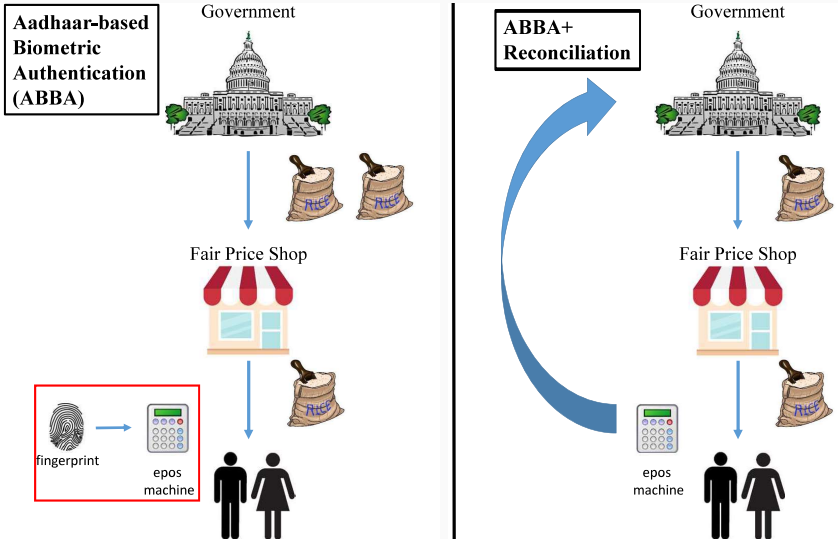 Aadhaar-based
Biometric
Authentication
(ABBA)
Government
RICE
RICE
Fair Price Shop
RICE
fingerprint
epos
machine
ABBA+
Reconciliation
Government
RICE
Fair Price Shop
RICE
epos
machine